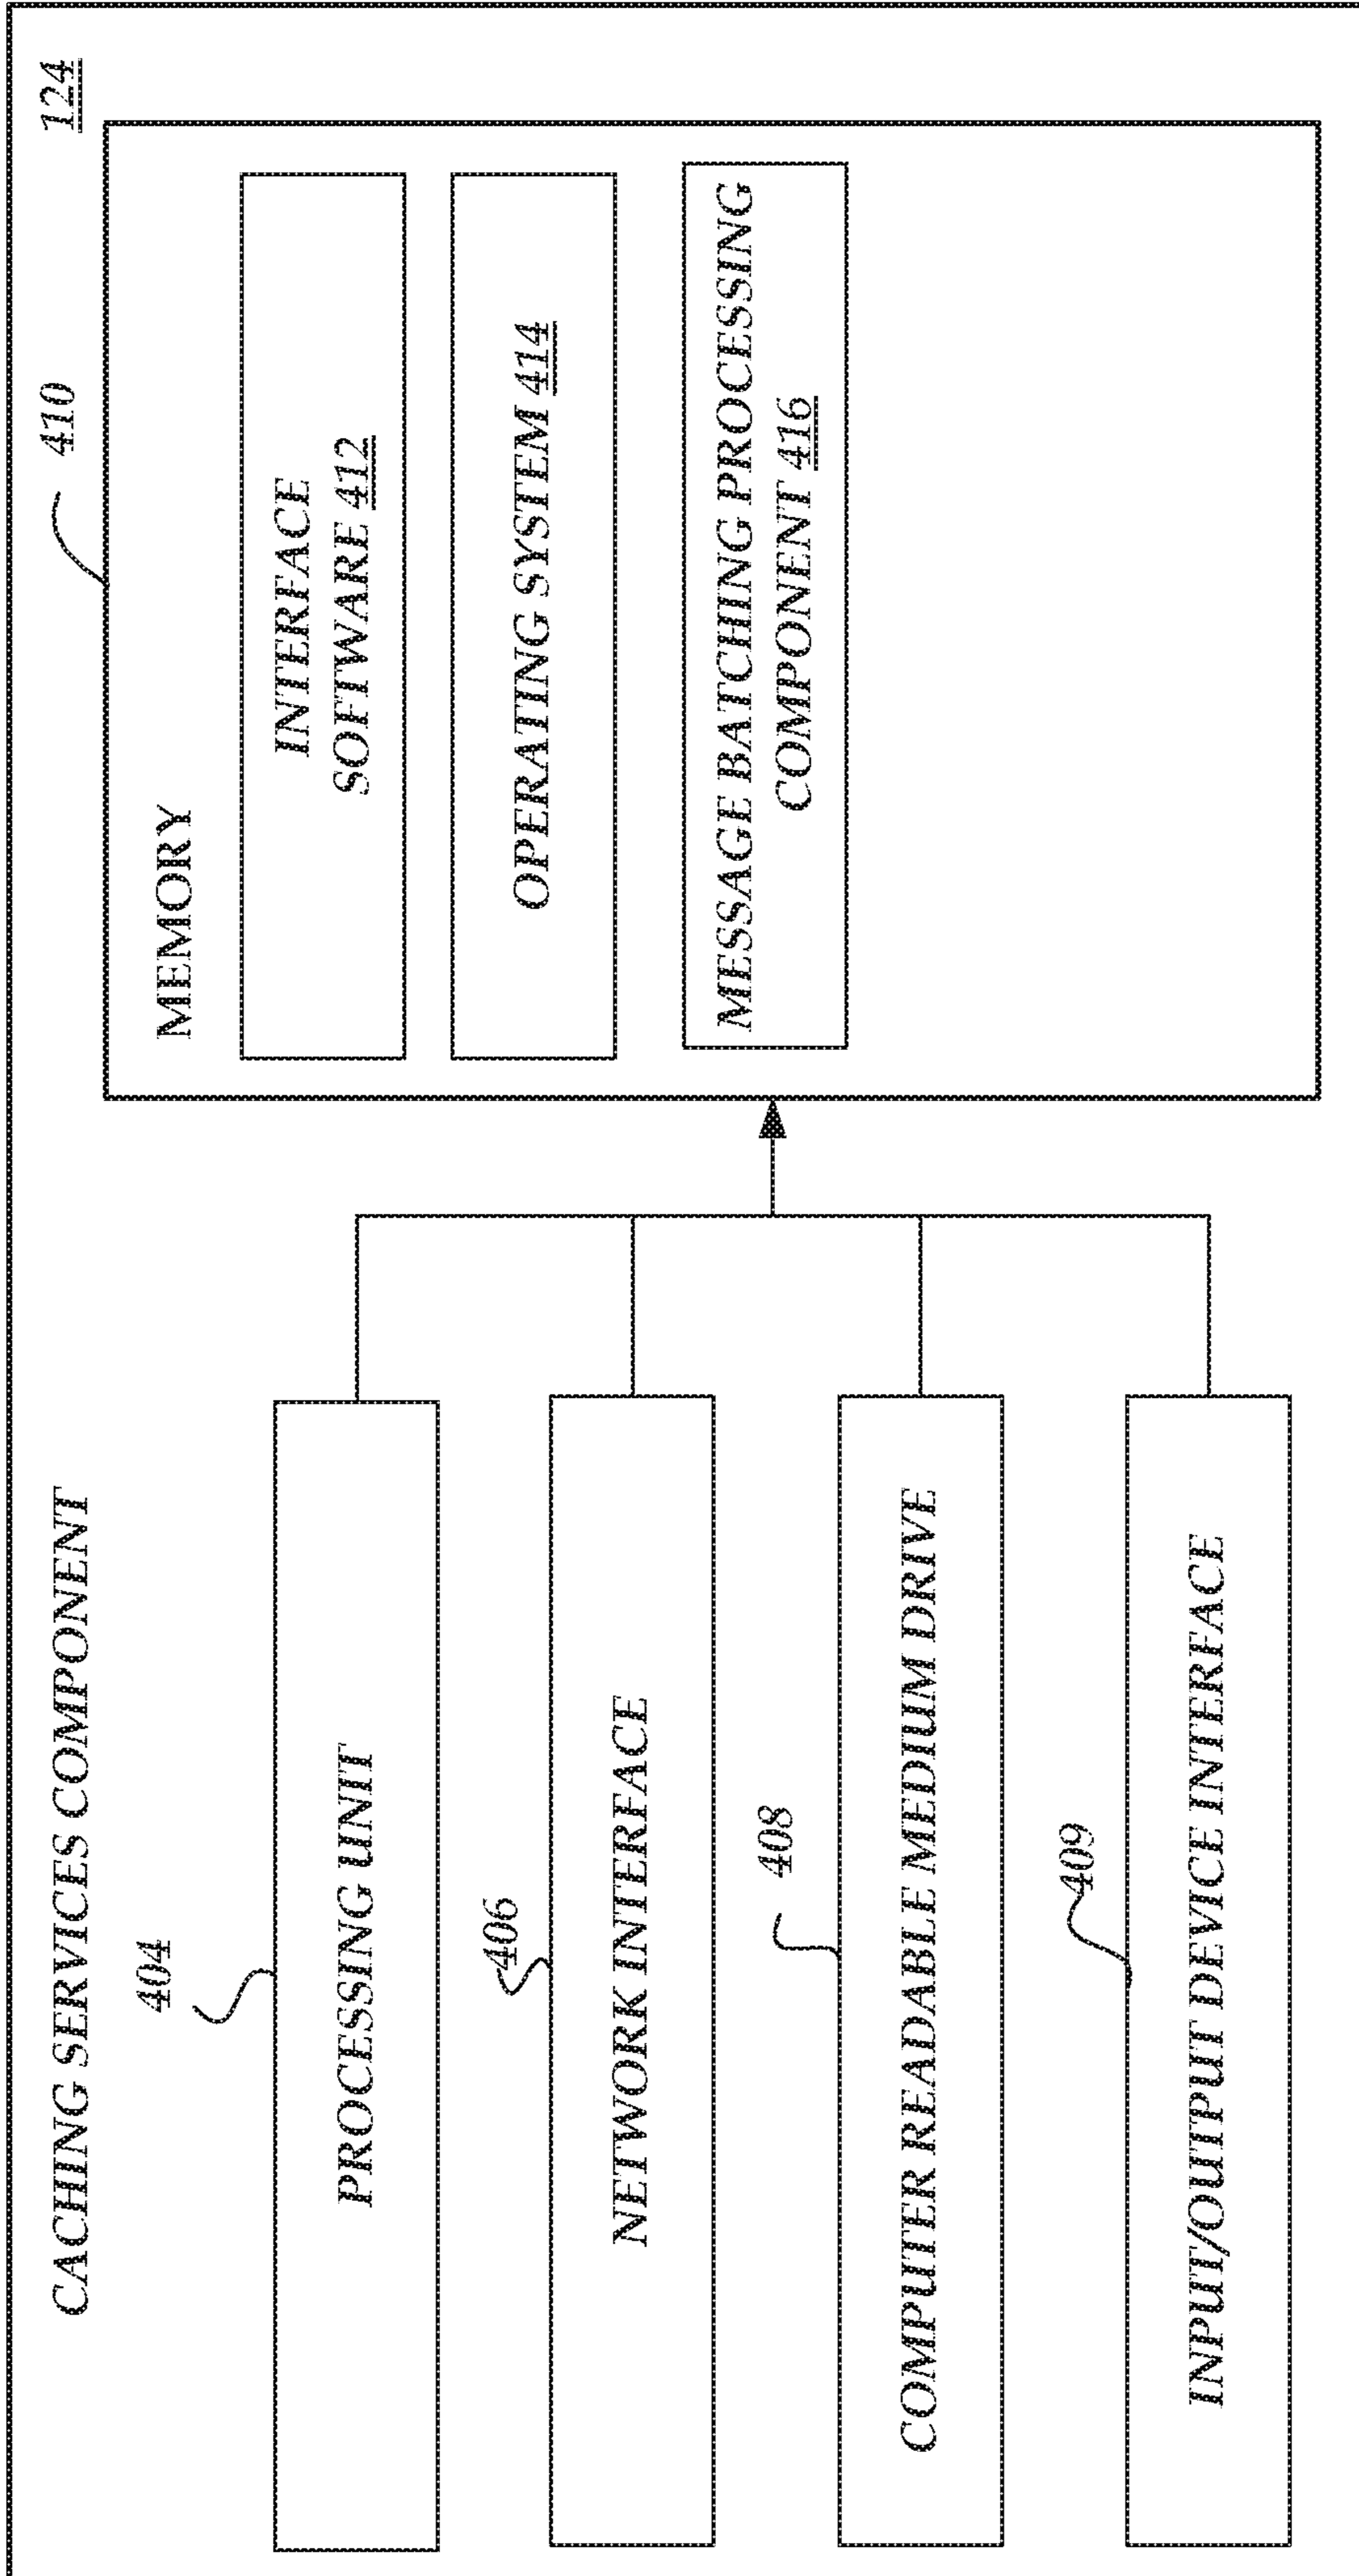 CACHING SERVICES COMPONENT
124
404
PROCESSING UNIT
406
NETWORK INTERFACE
408
COMPUTER READABLE MEDIUM DRIVE
409
INPUT/OUTPUT DEVICE INTERFACE
410
MEMORY
INTERFACE
SOFTWARE 412
OPERATING SYSTEM 414
MESSAGE BATCHING PROCESSING
COMPONENT 416